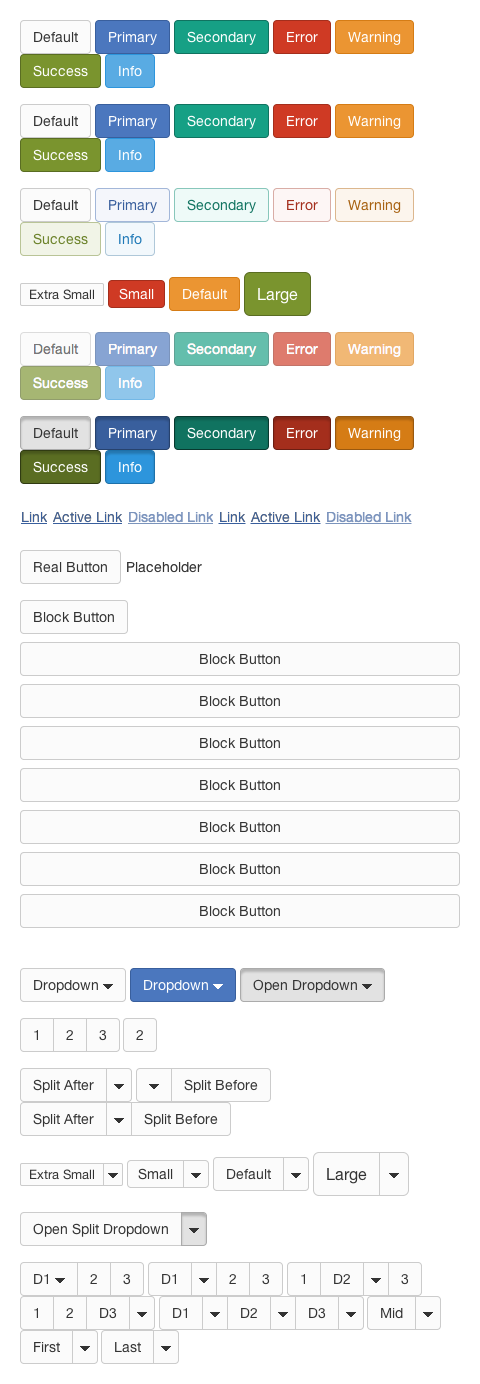 Default Primary Secondary Error Warning
Success Info
Default Primary Secondary Error Warning
Success Info
Default Primary Secondary Error Warning
Success Info
Extra Small Small Default Large
Default Primary Secondary Error Warning
Success Info
Default Primary Secondary Error Warning
Success Info
Link Active Link Disabled Link Link Active Link Disabled Link
Real Button Placeholder
Block Button
Block Button
Block Button
Block Button
Block Button
Block Button
Block Button
Block Button
Dropdown Dropdown Open Dropdown
1 2 3 2
Split After Split Before
Split After Split Before
Extra Small Small Default Large
Open Split Dropdown
D1 2 3 D1 2 3 1 D2 3
1 2 D3 D1 D2 D3 Mid
First Last